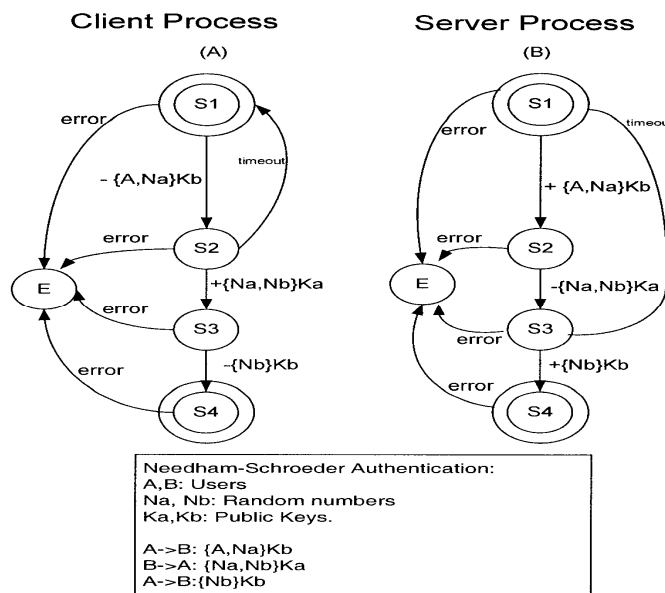 Client Process
(A)
S1
error
timeout
- {A,Na}Kb
error
S2
E
+{Na,Nb}Ka
error
S3
-{Nb}Kb
error
S4
Server Process
(B)
S1
error
timeout
+ {A,Na}Kb
error
S2
E
-{Na,Nb}Ka
error
S3
+{Nb}Kb
error
S4
Needham-Schroeder Authentication:
A,B: Users
Na, Nb: Random numbers
Ka,Kb: Public Keys.
A->B: {A,Na}Kb
B->A: {Na,Nb}Ka
A->B:{Nb}Kb